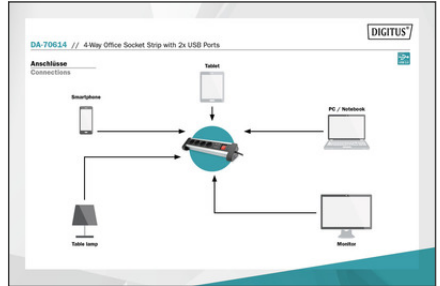 DIGITUS®
DA-70614 // 4-Way Office Socket Strip with 2x USB Ports
Anschlüsse
Connections
Tablet
Smartphone
PC / Notebook
Table lamp
Monitor